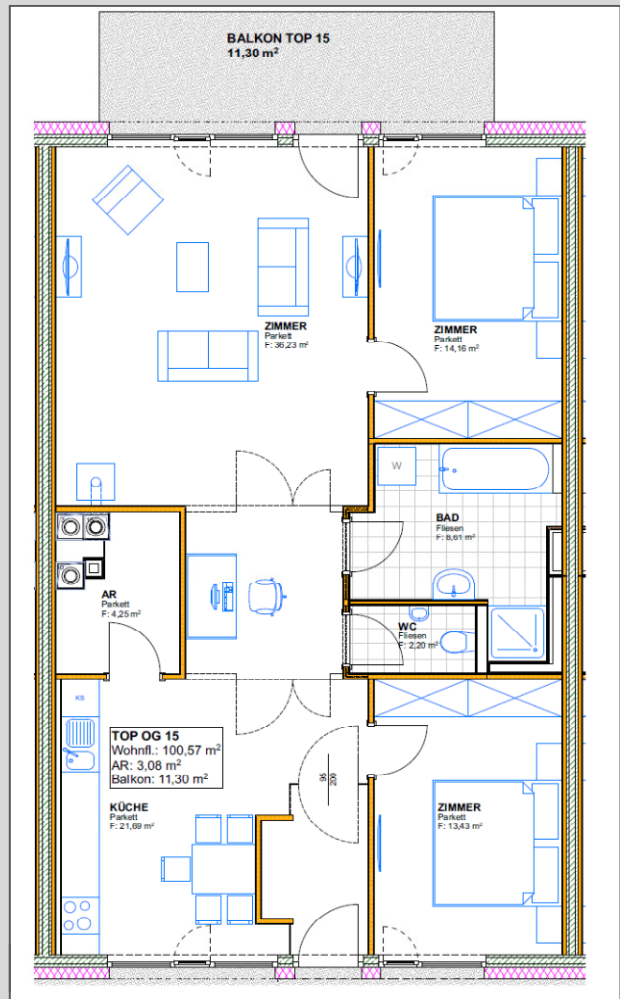 BALKON TOP 15
11,30 m²
ZIMMER
Parkett
F: 36,23 m²
ZIMMER
Parkett
F: 14,16 m²
W
BAD
Fliesen
F: 8,61 m²
AR
Parkett
F: 4,25 m²
WC
Fliesen
F: 2,20 m²
KS
TOP OG 15
Wohnfl.: 100,57 m²
AR: 3,08 m²
Balkon: 11,30 m²
95
200
KÜCHE
Parkett
F: 21,69 m²
ZIMMER
Parkett
F: 13,43 m²